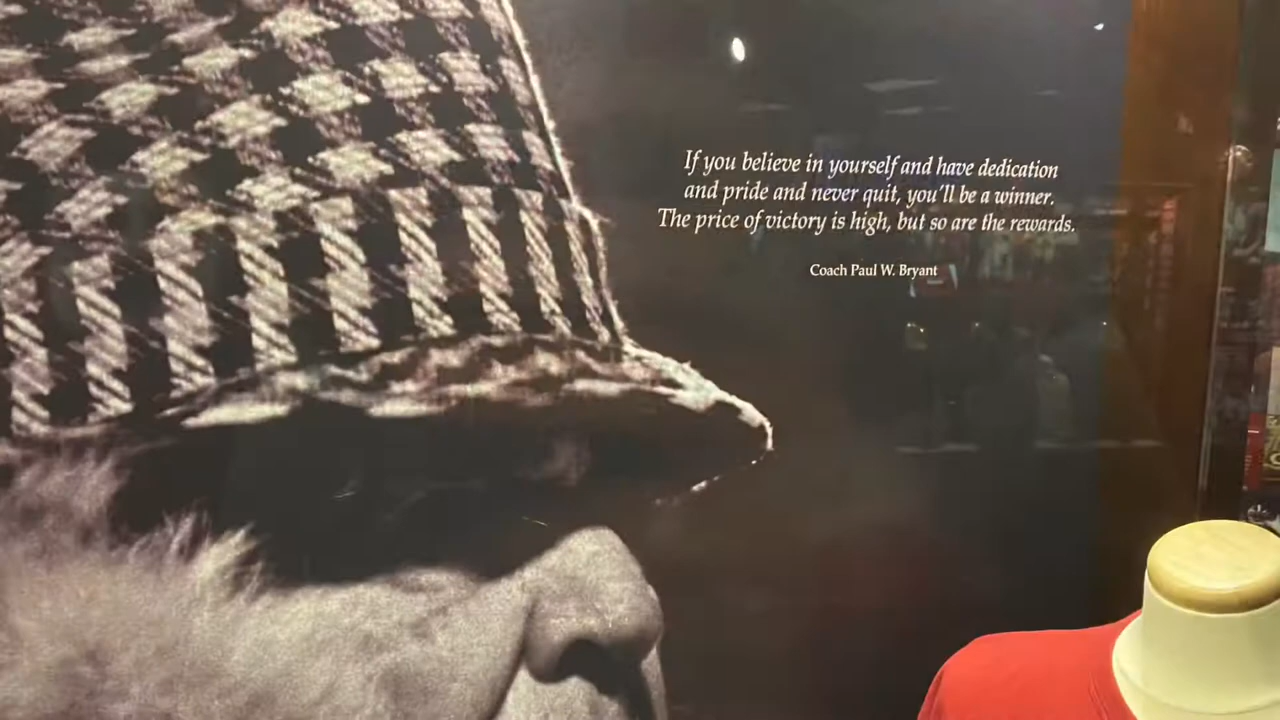 If you believe in yourself and have dedication
and pride and never quit, you'll be a winner.
The price of victory is high, but so are the rewards.
Coach Paul W. Bryant